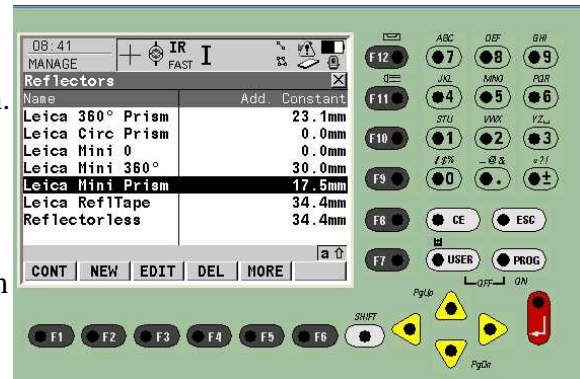 08:41
MANAGE
IR
FAST
I
Reflectors
Name Add. Constant
Leica 360° Prism 23.1mm
Leica Circ Prism 0.0mm
Leica Mini 0 0.0mm
Leica Mini 360° 30.0mm
Leica Mini Prism 17.5mm
Leica ReflTape 34.4mm
Reflectorless 34.4mm
a
CONT NEW EDIT DEL MORE
ABC DEF GHI
F12 7 8 9
JKL MNO PQR
F11 4 5 6
STU VWX YZ
F10 1 2 3
/$% _@&
F9 0 . ±
F8 CE ESC
F7 USER PROG
OFF ON
PgUp
SHIFT
F1 F2 F3 F4 F5 F6
PgDn